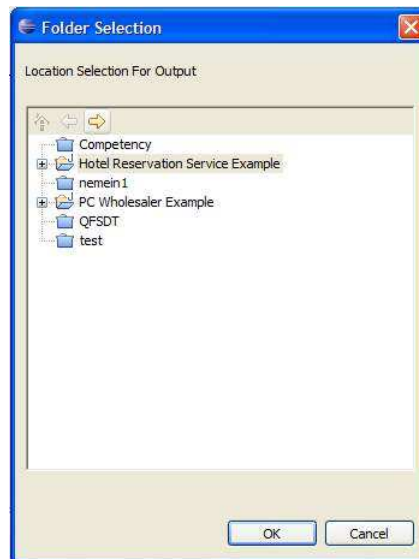 Folder Selection
Location Selection For Output
Competency
Hotel Reservation Service Example
nemein1
PC Wholesaler Example
QFSDT
test
OK
Cancel